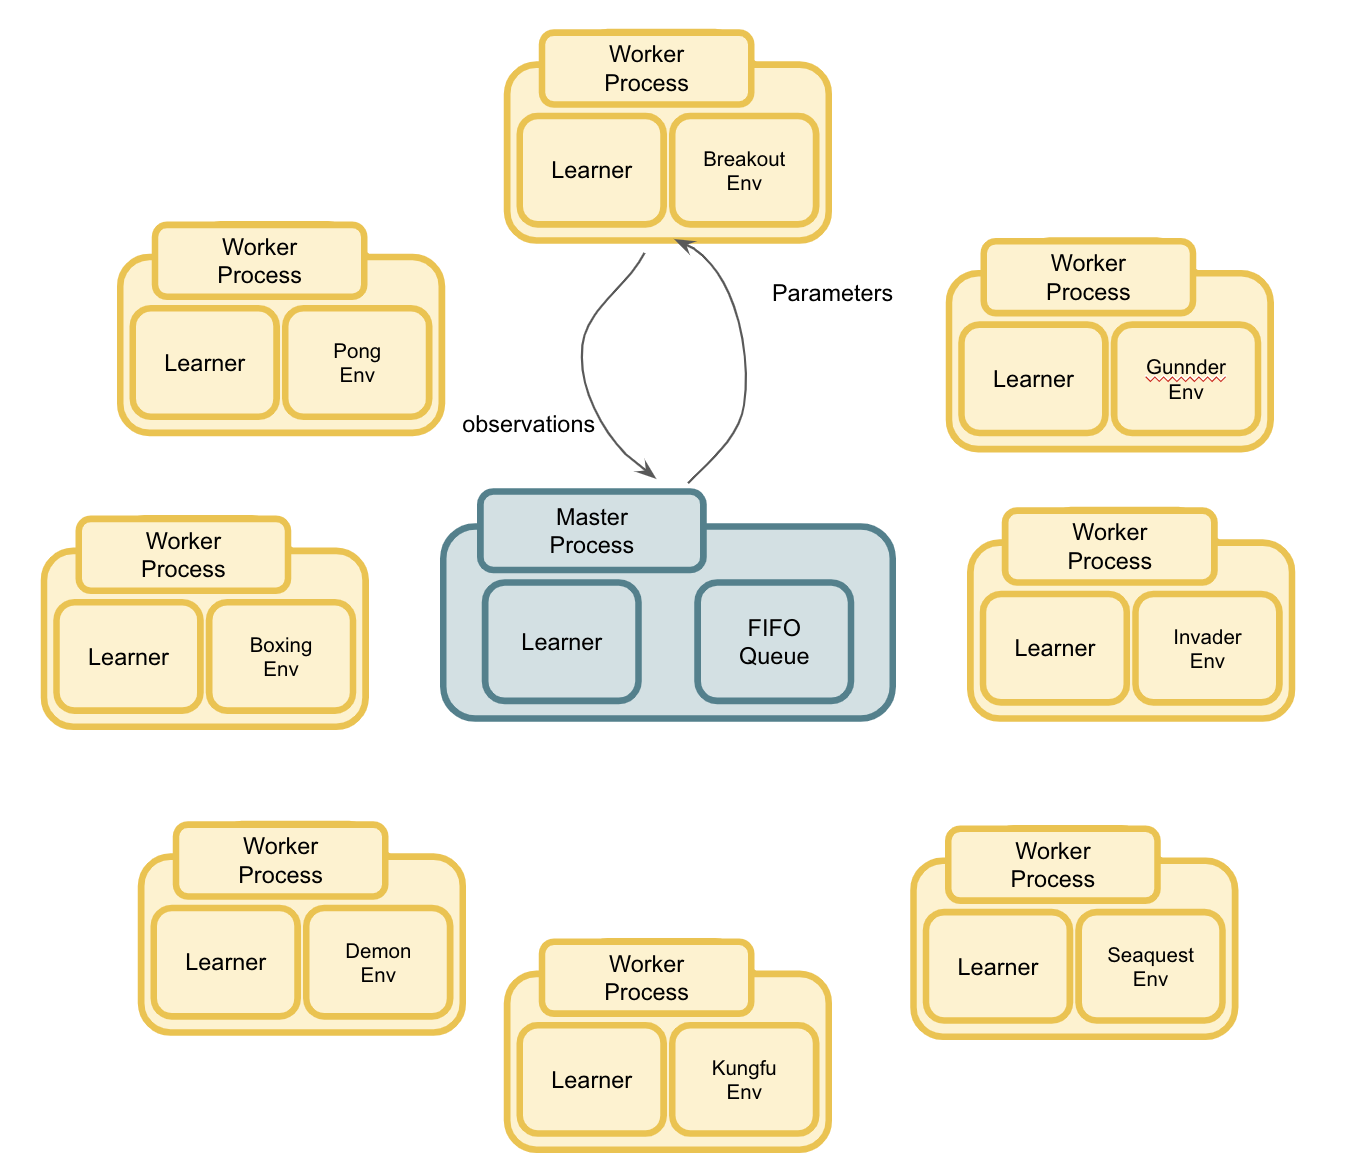 Worker
Process
Learner
Breakout
Env
Worker
Process
Learner
Pong
Env
Worker
Process
Learner
Gunnder
Env
Parameters
observations
Master
Process
Learner
FIFO
Queue
Worker
Process
Learner
Boxing
Env
Worker
Process
Learner
Invader
Env
Worker
Process
Learner
Demon
Env
Worker
Process
Learner
Seaquest
Env
Worker
Process
Learner
Kungfu
Env